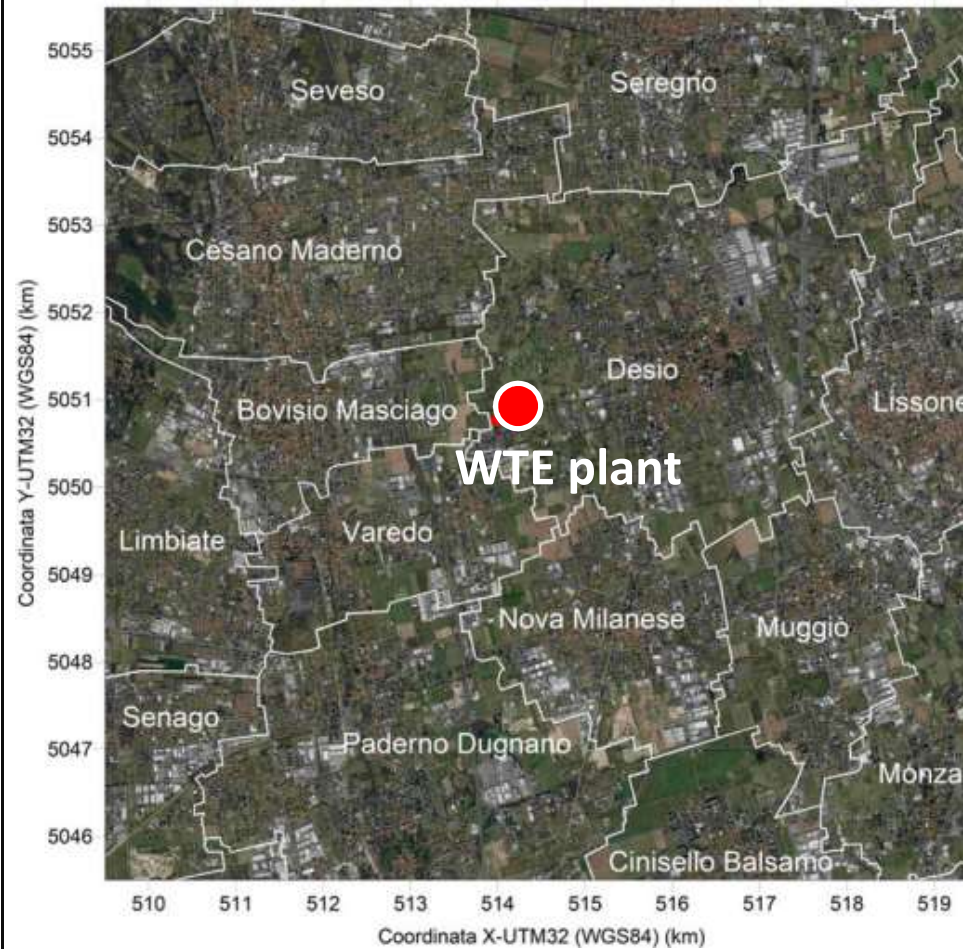 5055
5054
5053
5052
5051
5050
5049
5048
5047
5046
Coordinata Y-UTM32 (WGS84) (km)
Seveso
Seregno
Cesano Maderno
Desio
Bovisio Masciago
Lissone
WTE plant
Varedo
Limbiate
Nova Milanese
Muggiò
Senago
Paderno Dugnano
Monza
Cinisello Balsamo
510 511 512 513 514 515 516 517 518 519
Coordinata X-UTM32 (WGS84) (km)